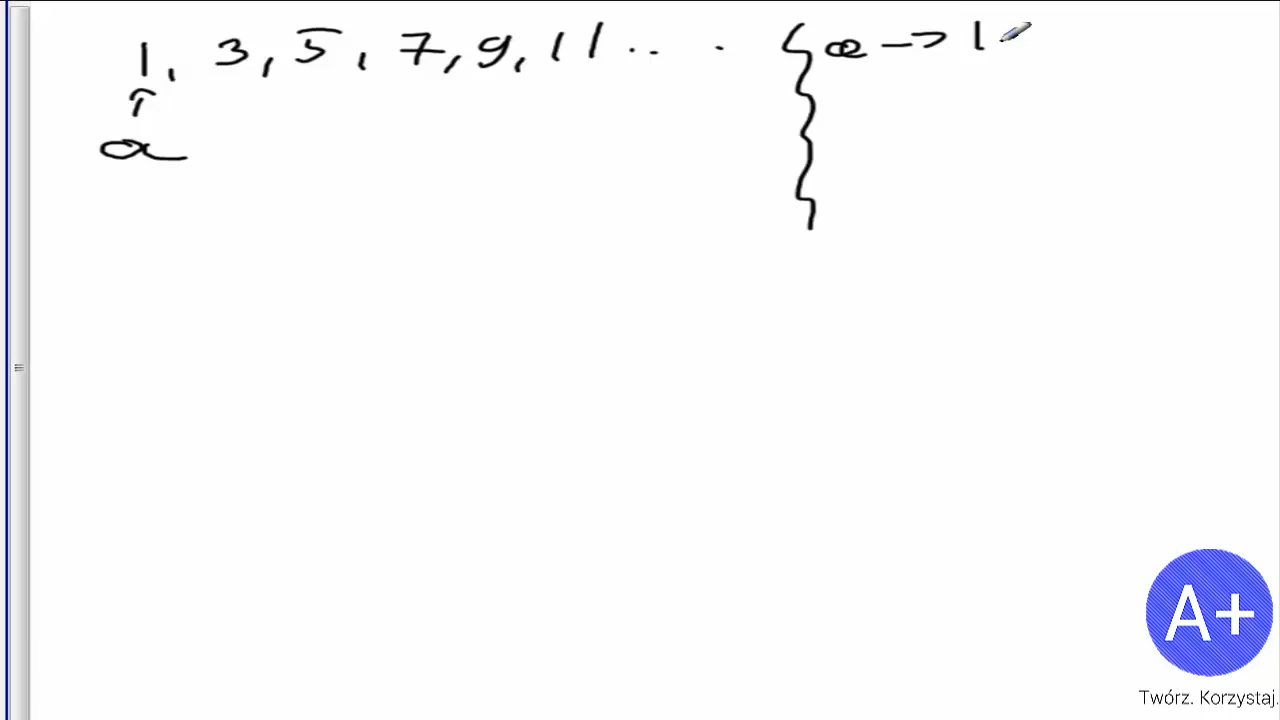 1, 3, 5, 7, 9, 11 .. . a -> 1
↑
a
A+
Twórz. Korzystaj.